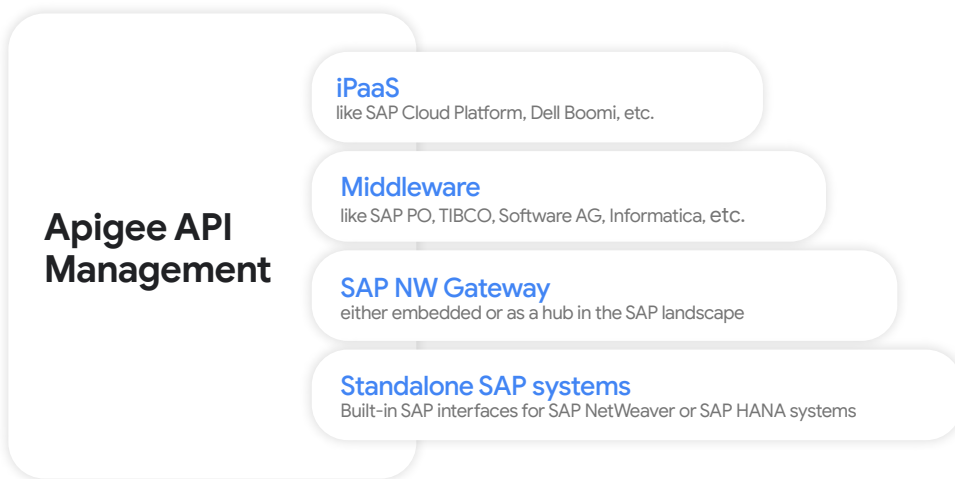 iPaaS
like SAP Cloud Platform, Dell Boomi, etc.
Middleware
like SAP PO, TIBCO, Software AG, Informatica, etc.
Apigee API
Management
SAP NW Gateway
either embedded or as a hub in the SAP landscape
Standalone SAP systems
Built-in SAP interfaces for SAP NetWeaver or SAP HANA systems